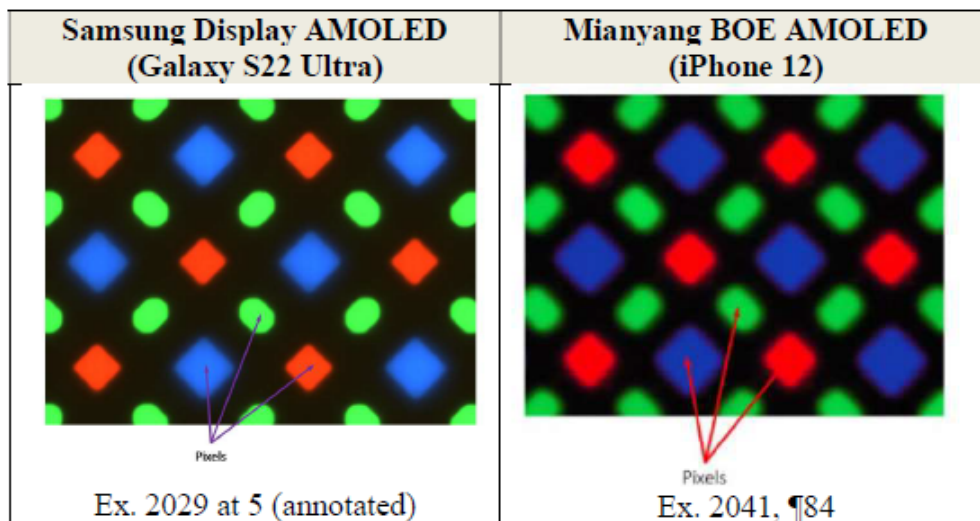 Samsung Display AMOLED
(Galaxy S22 Ultra)
Mianyang BOE AMOLED
(iPhone 12)
Pixels
Pixels
Ex. 2029 at 5 (annotated)
Ex. 2041, ¶84